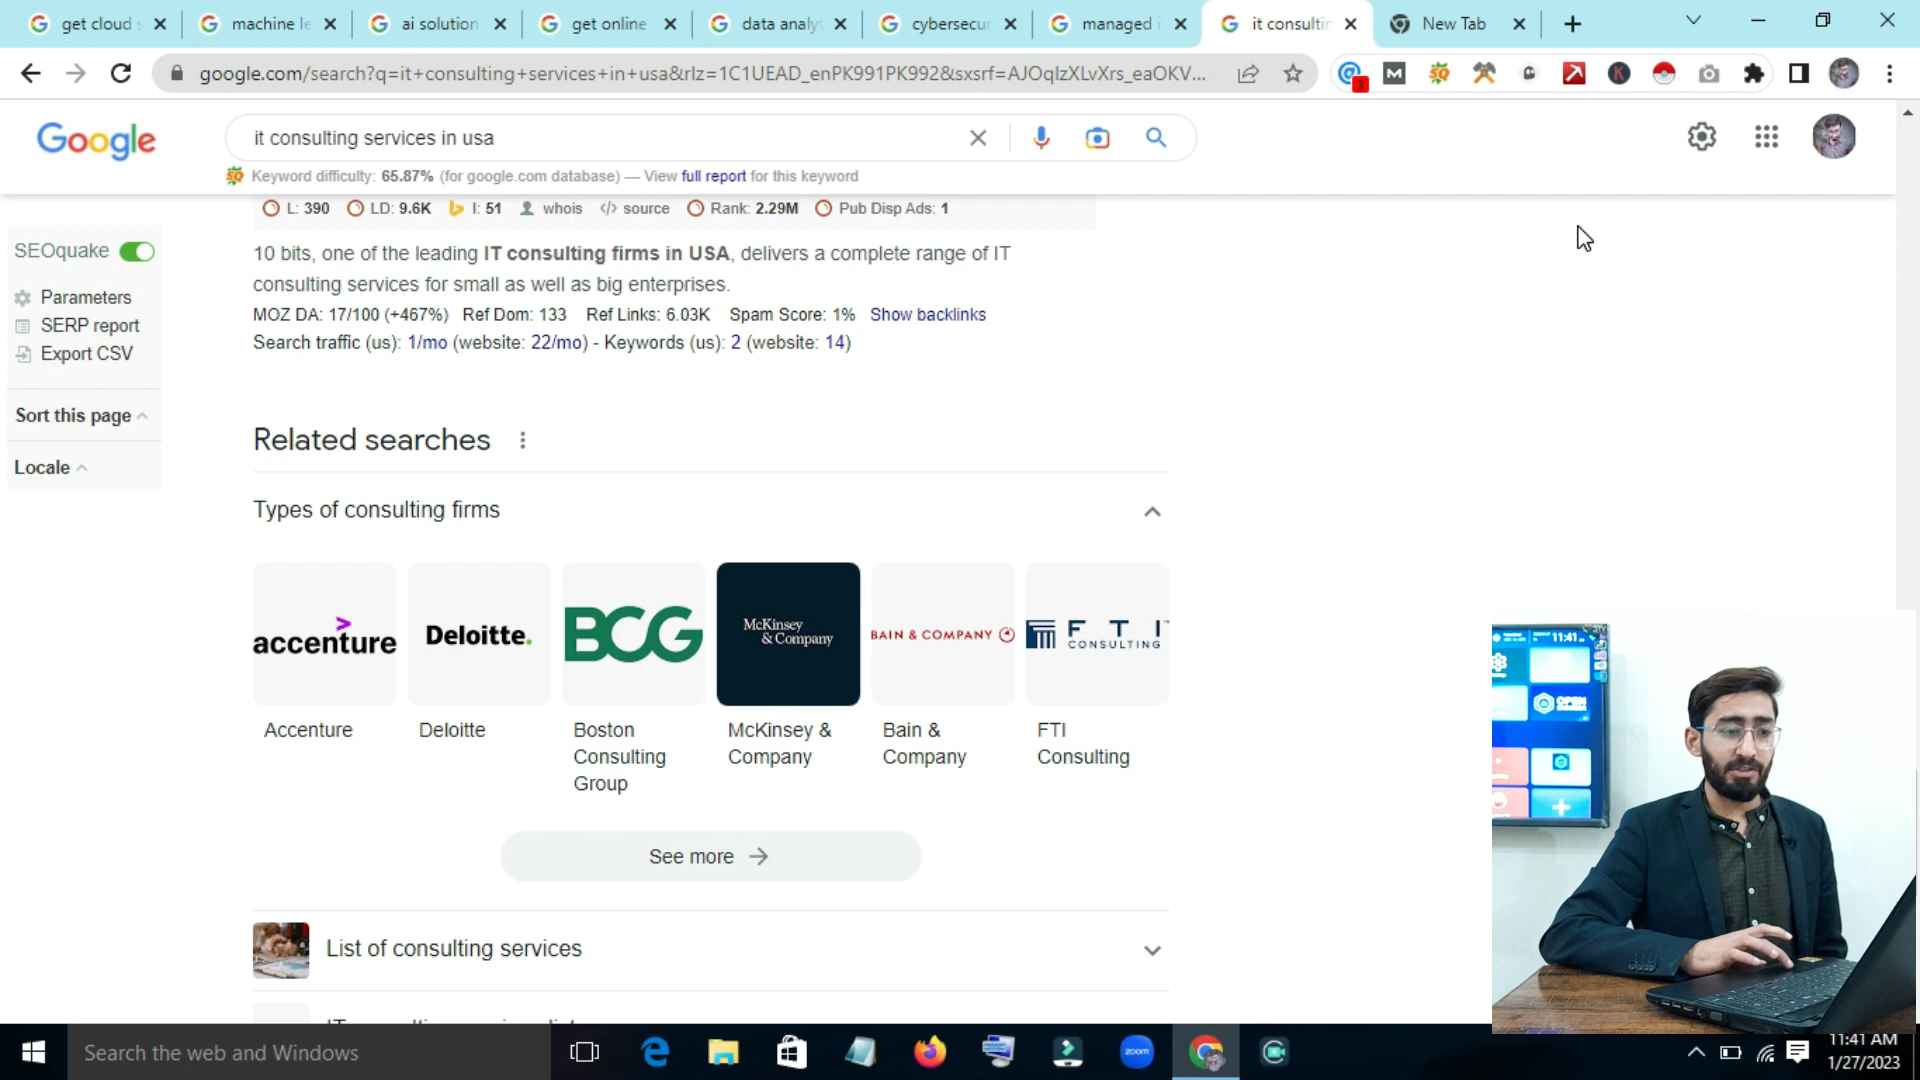 get cloud s
machine le
ai solution
get online
data analy
cybersecur
managed i
it consultin
New Tab
google.com/search?q=it+consulting+services+in+usa&rlz=1C1UEAD_enPK991PK992&sxsrf=AJOqlzXLvXrs_eaOKV...
3
Google
it consulting services in usa
Keyword difficulty: 65.87% (for google.com database) — View full report for this keyword
L: 390 LD: 9.6K I: 51 whois source Rank: 2.29M Pub Disp Ads: 1
SEOquake
Parameters
SERP report
Export CSV
Sort this page
Locale
10 bits, one of the leading IT consulting firms in USA, delivers a complete range of IT
consulting services for small as well as big enterprises.
MOZ DA: 17/100 (+467%) Ref Dom: 133 Ref Links: 6.03K Spam Score: 1% Show backlinks
Search traffic (us): 1/mo (website: 22/mo) - Keywords (us): 2 (website: 14)
Related searches
Types of consulting firms
accenture
Deloitte.
BCG
McKinsey
& Company
BAIN & COMPANY
F T I
CONSULTING
Accenture
Deloitte
Boston
Consulting
Group
McKinsey &
Company
Bain &
Company
FTI
Consulting
See more
List of consulting services
11:41
OPEN
Search the web and Windows
zoom
11:41 AM
1/27/2023